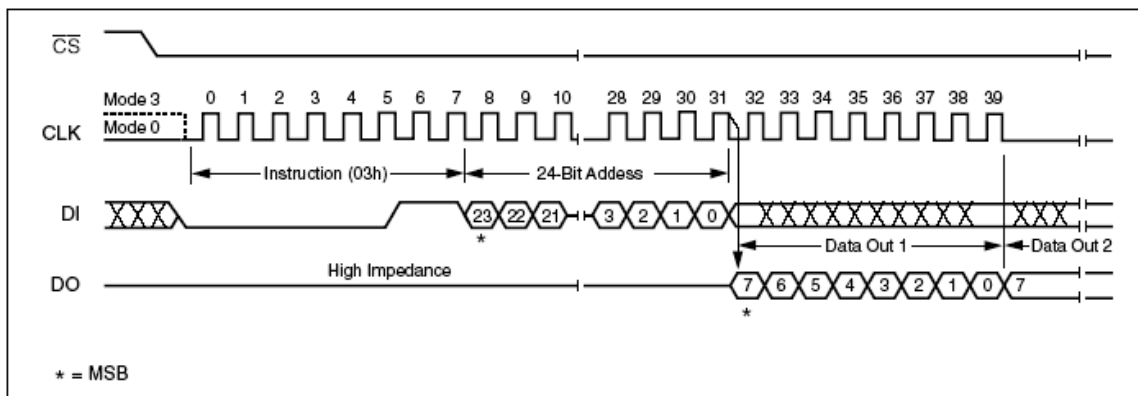 CS
Mode 3
0 1 2 3 4 5 6 7 8 9 10 28 29 30 31 32 33 34 35 36 37 38 39
CLK
Mode 0
Instruction (03h)
24-Bit Addess
DI
23 22 21 3 2 1 0
*
Data Out 1
Data Out 2
High Impedance
DO
7 6 5 4 3 2 1 0 7
*
* = MSB